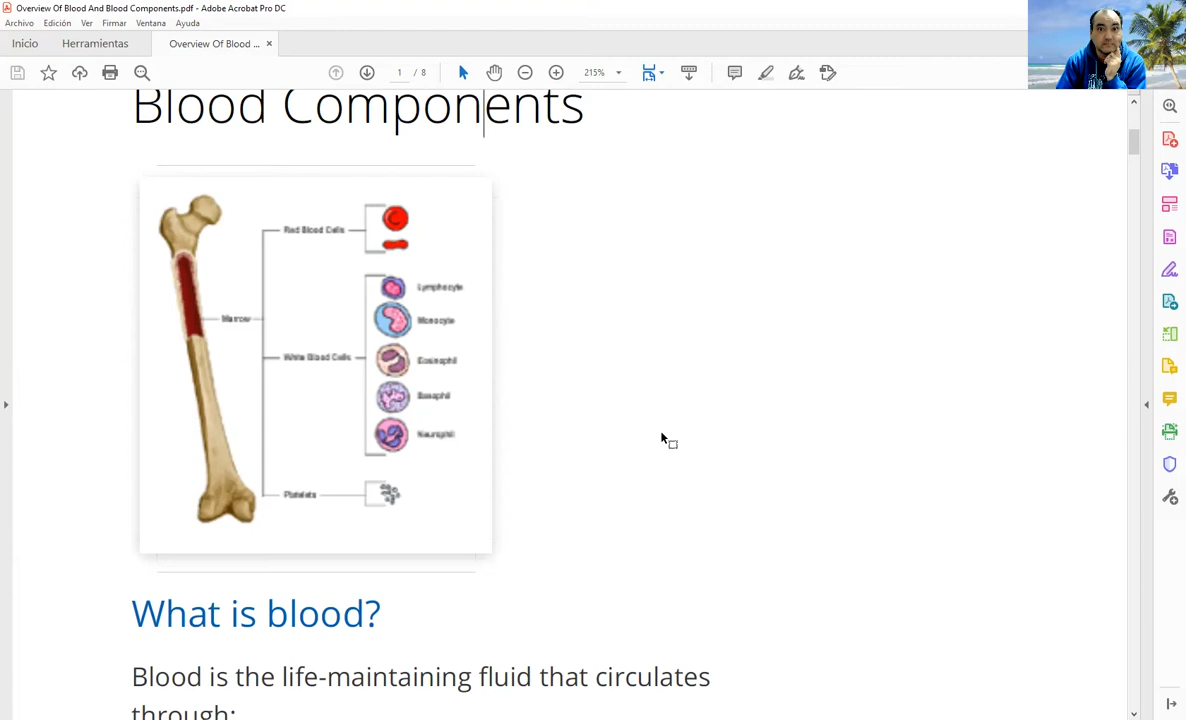 Overview Of Blood And Blood Components.pdf - Adobe Acrobat Pro DC
Archivo Edición Ver Firmar Ventana Ayuda
Inicio Herramientas Overview Of Blood ... ×
1 / 8 215%
Blood Components
Red Blood Cells
Lymphocyte
Marrow
Monocyte
White Blood Cells
Eosinophil
Basophil
Neurophil
Platelets
What is blood?
Blood is the life-maintaining fluid that circulates
through: